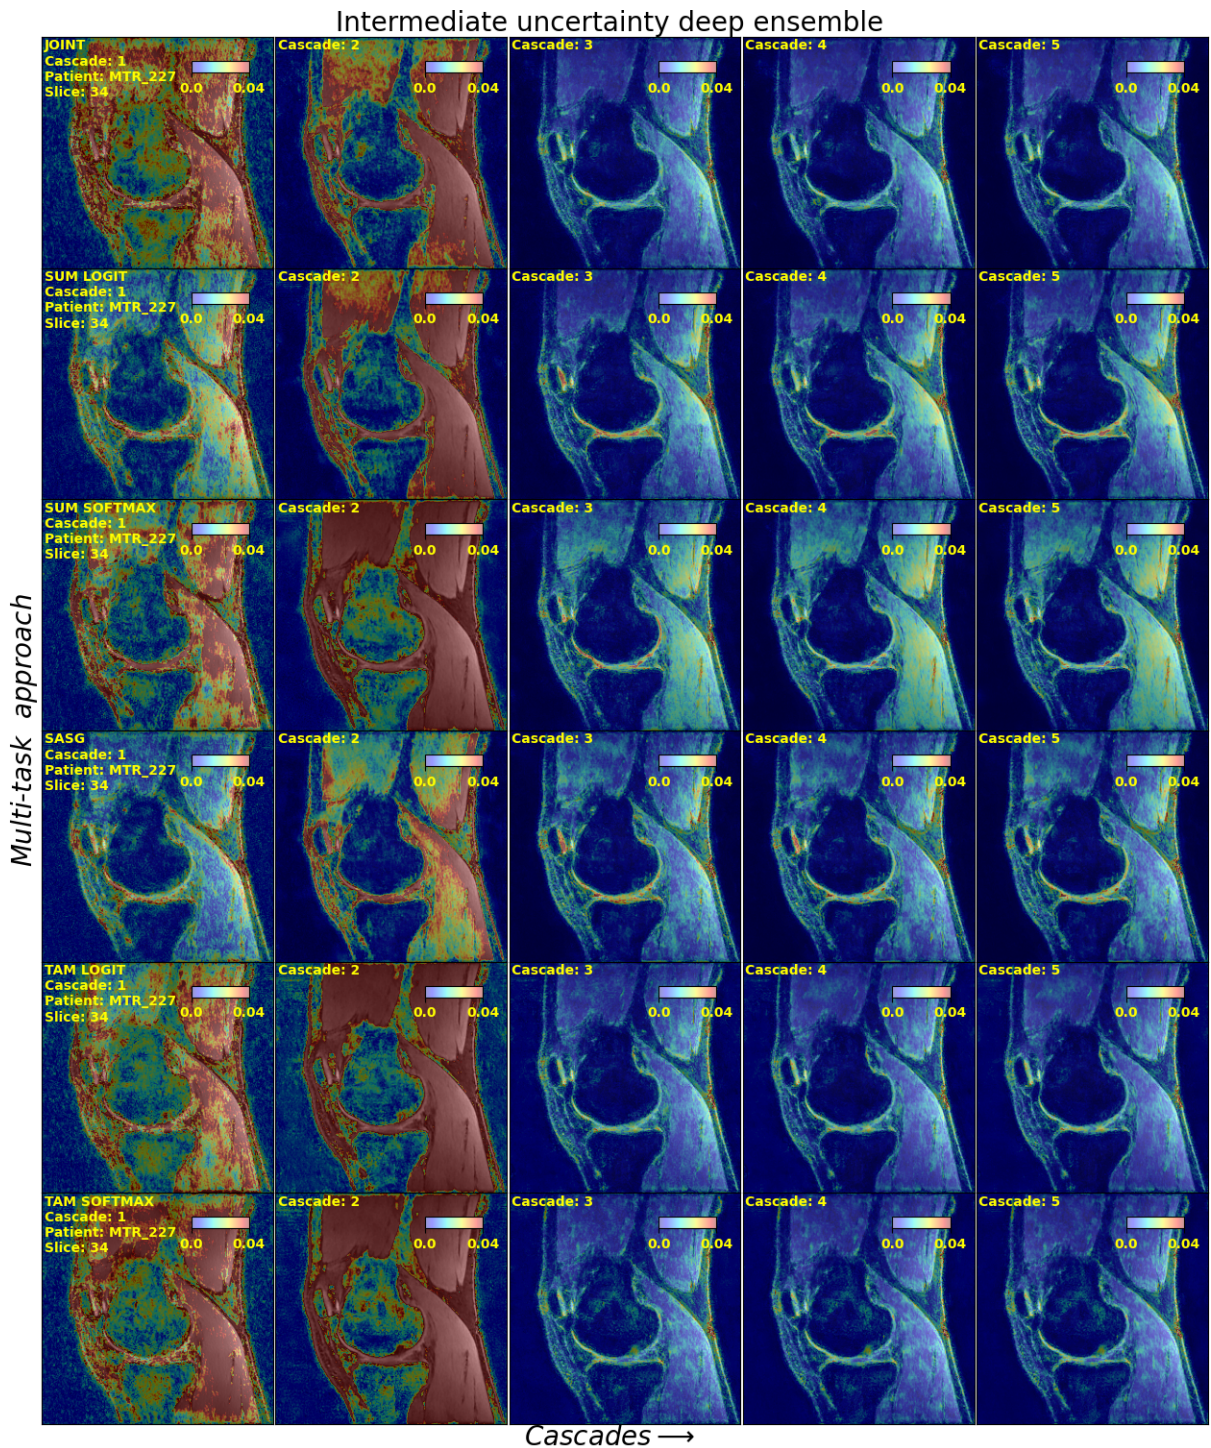 Intermediate uncertainty deep ensemble
JOINT
Cascade: 1
Patient: MTR_227
Slice: 34
0.0 0.04
Cascade: 2
0.0 0.04
Cascade: 3
0.0 0.04
Cascade: 4
0.0 0.04
Cascade: 5
0.0 0.04
SUM LOGIT
Cascade: 1
Patient: MTR_227
Slice: 34
0.0 0.04
Cascade: 2
0.0 0.04
Cascade: 3
0.0 0.04
Cascade: 4
0.0 0.04
Cascade: 5
0.0 0.04
SUM SOFTMAX
Cascade: 1
Patient: MTR_227
Slice: 34
0.0 0.04
Cascade: 2
0.0 0.04
Cascade: 3
0.0 0.04
Cascade: 4
0.0 0.04
Cascade: 5
0.0 0.04
SASG
Cascade: 1
Patient: MTR_227
Slice: 34
0.0 0.04
Cascade: 2
0.0 0.04
Cascade: 3
0.0 0.04
Cascade: 4
0.0 0.04
Cascade: 5
0.0 0.04
TAM LOGIT
Cascade: 1
Patient: MTR_227
Slice: 34
0.0 0.04
Cascade: 2
0.0 0.04
Cascade: 3
0.0 0.04
Cascade: 4
0.0 0.04
Cascade: 5
0.0 0.04
TAM SOFTMAX
Cascade: 1
Patient: MTR_227
Slice: 34
0.0 0.04
Cascade: 2
0.0 0.04
Cascade: 3
0.0 0.04
Cascade: 4
0.0 0.04
Cascade: 5
0.0 0.04
Multi-task approach
Cascades ⟶